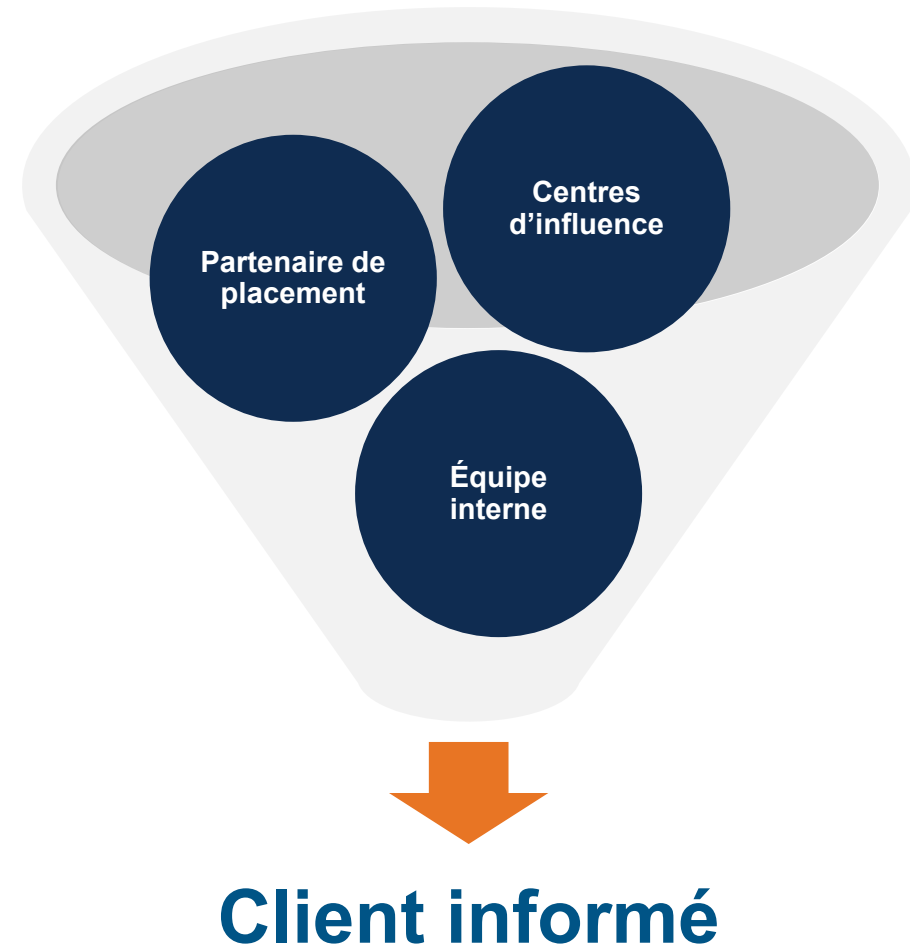 Centres
d’influence
Partenaire de
placement
Équipe
interne
Client informé